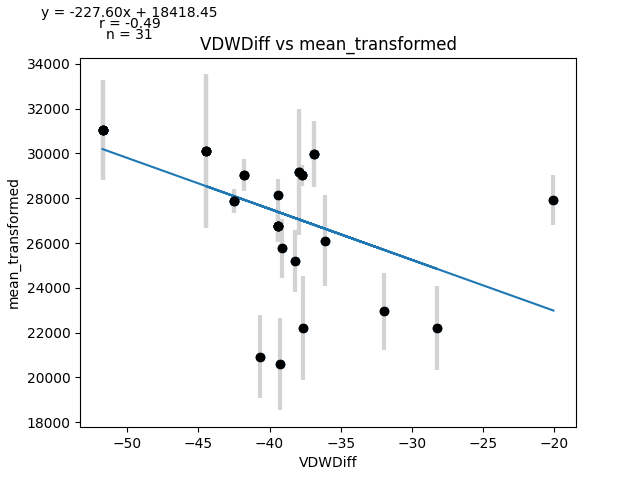 y = -227.60x + 18418.45
r = -0.49
n = 31
VDWDiff vs mean_transformed
34000
32000
30000
28000
26000
24000
22000
20000
18000
mean_transformed
−50
−45
−40
−35
−30
−25
−20
VDWDiff